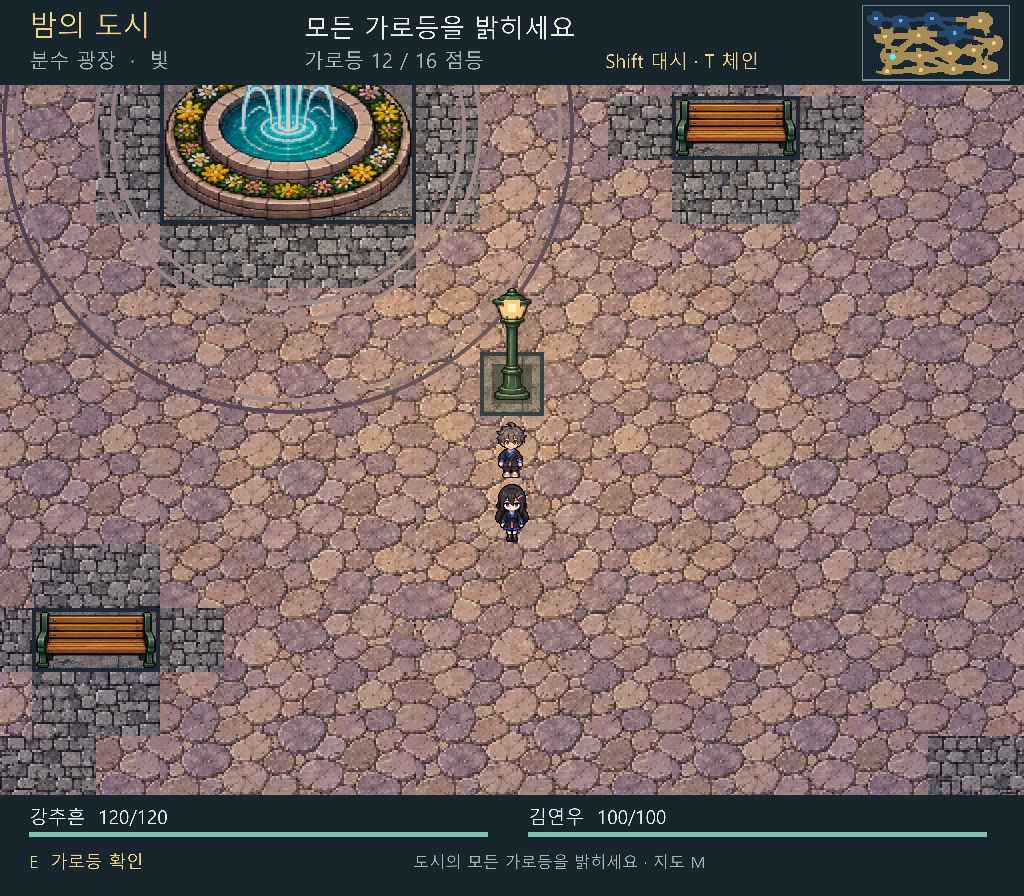 밤의 도시
모든 가로등을 밝히세요
분수 광장 · 빛
가로등 12 / 16 점등
Shift 대시 · T 체인
강추흔 120/120
김연우 100/100
E 가로등 확인
도시의 모든 가로등을 밝히세요 · 지도 M